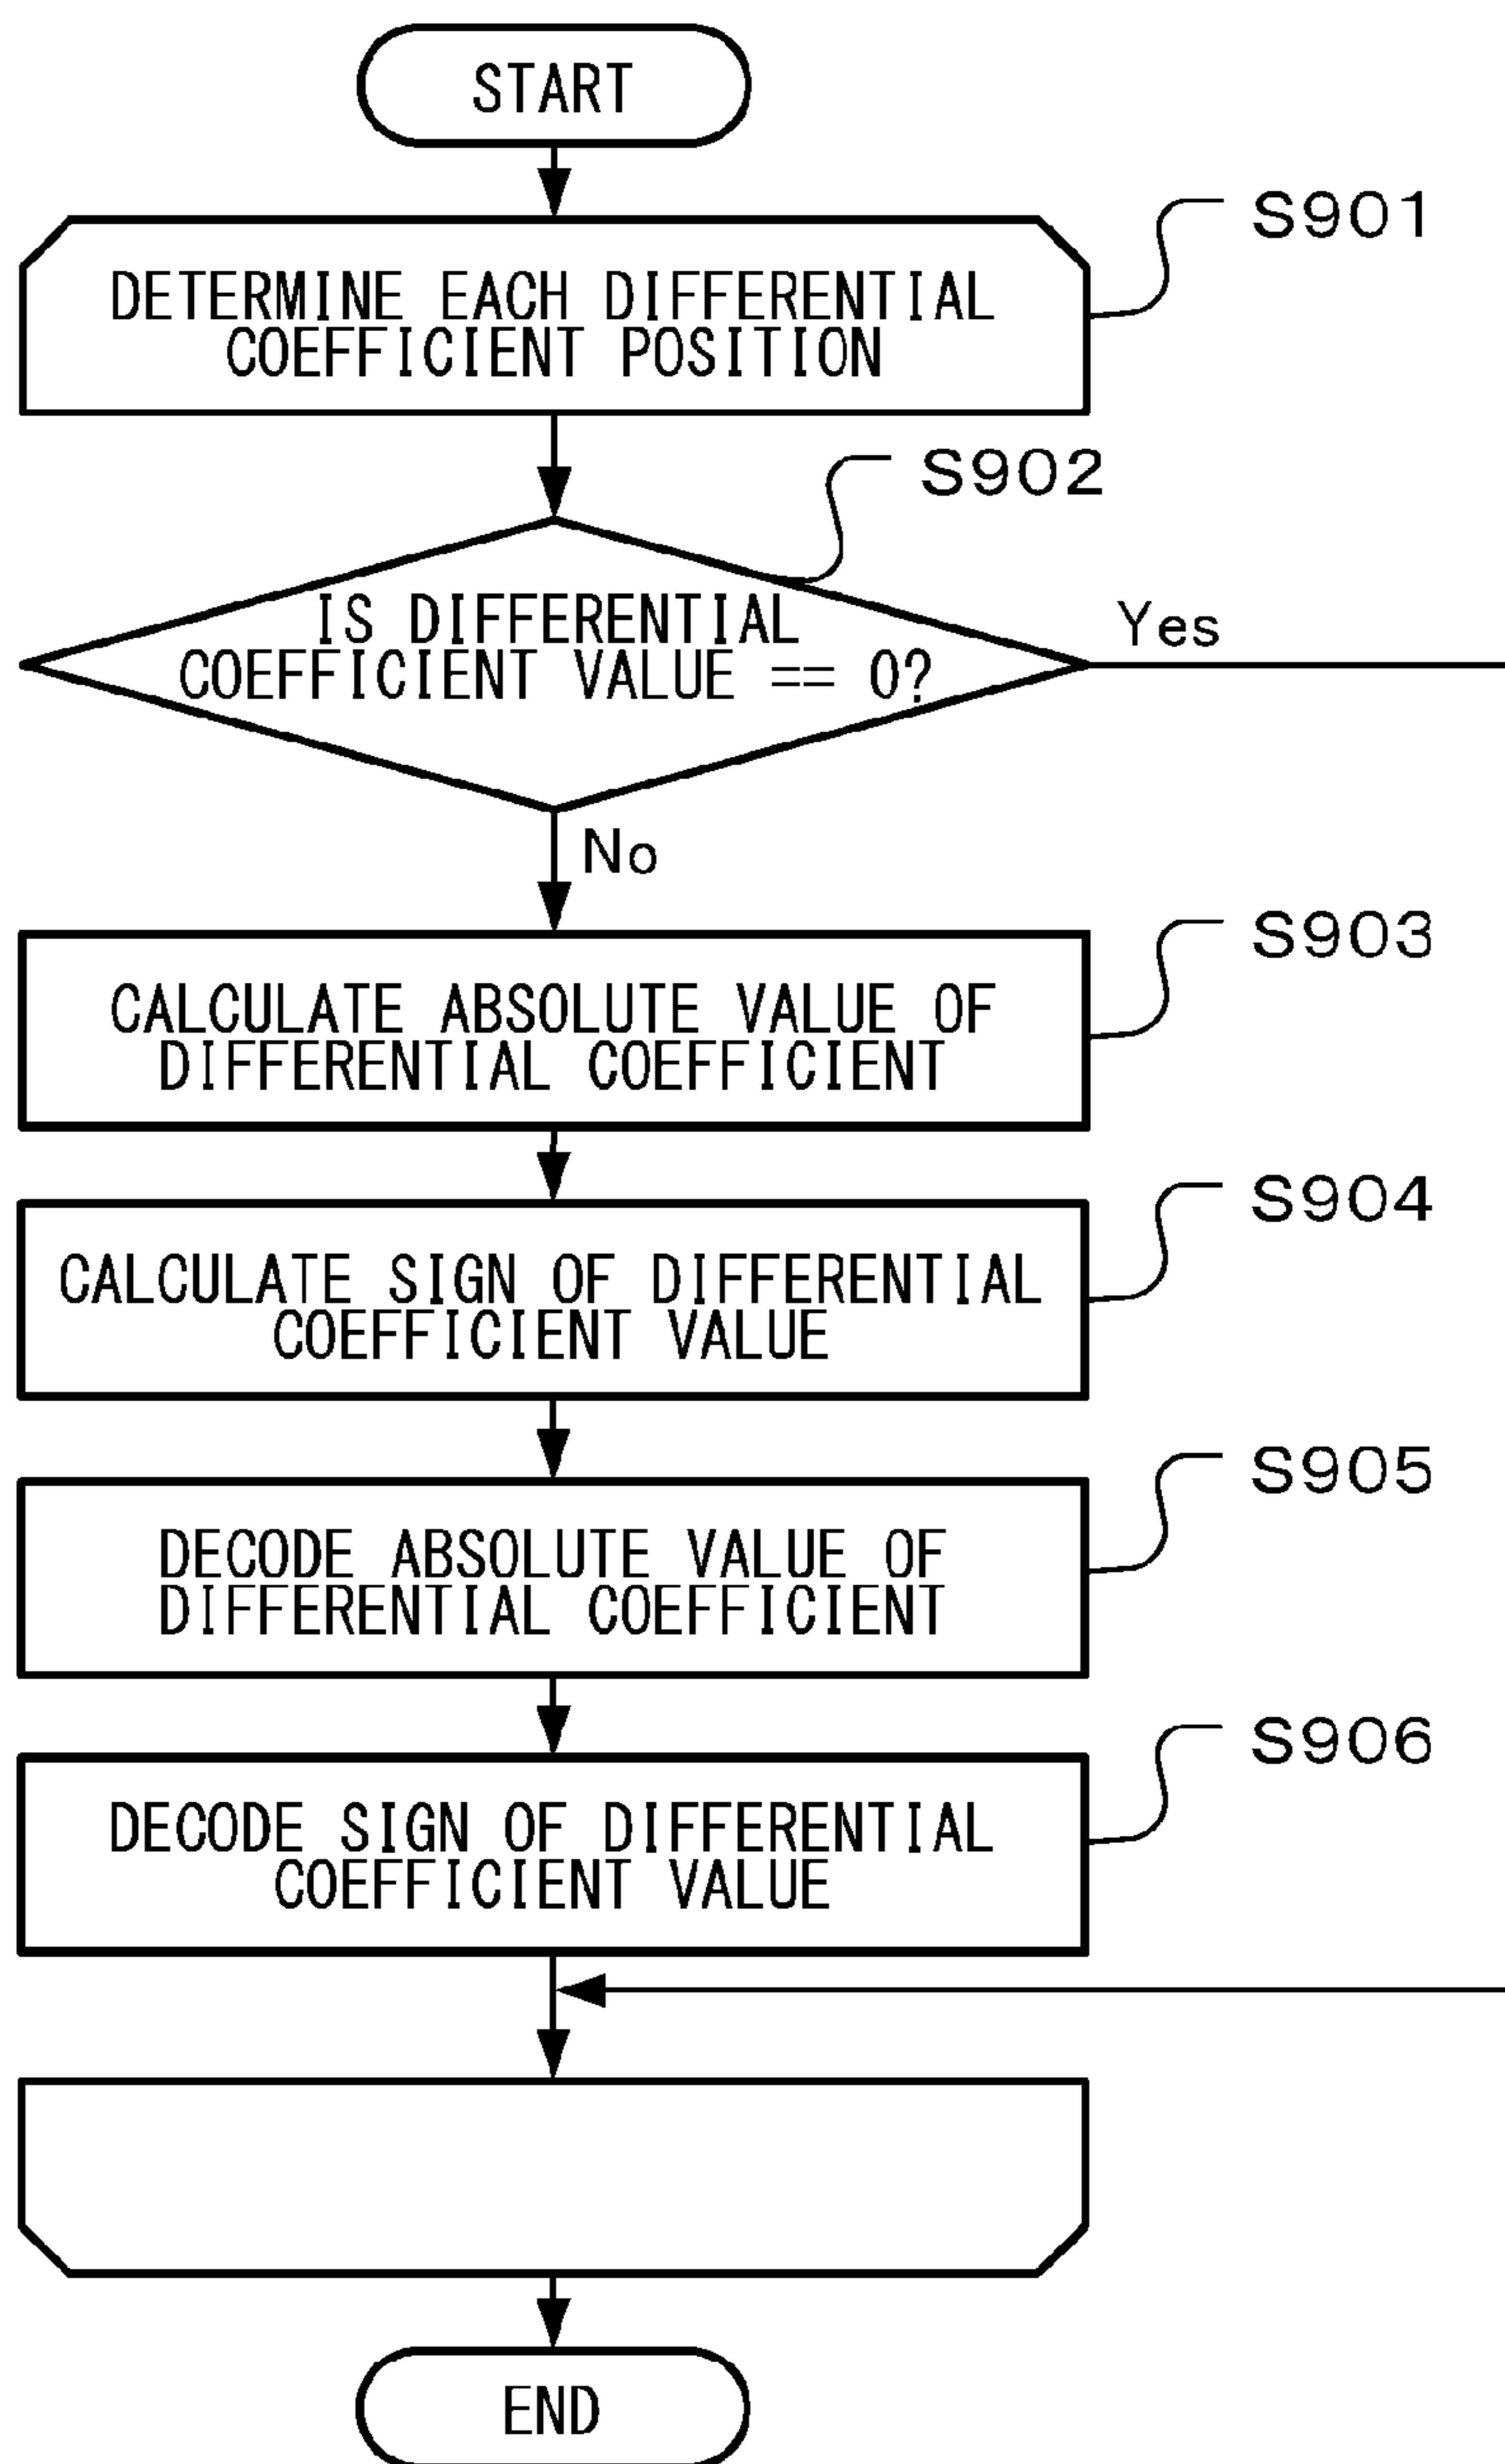 START
S901
DETERMINE EACH DIFFERENTIAL
COEFFICIENT POSITION
S902
IS DIFFERENTIAL
COEFFICIENT VALUE == 0?
Yes
No
S903
CALCULATE ABSOLUTE VALUE OF
DIFFERENTIAL COEFFICIENT
S904
CALCULATE SIGN OF DIFFERENTIAL
COEFFICIENT VALUE
S905
DECODE ABSOLUTE VALUE OF
DIFFERENTIAL COEFFICIENT
S906
DECODE SIGN OF DIFFERENTIAL
COEFFICIENT VALUE
END